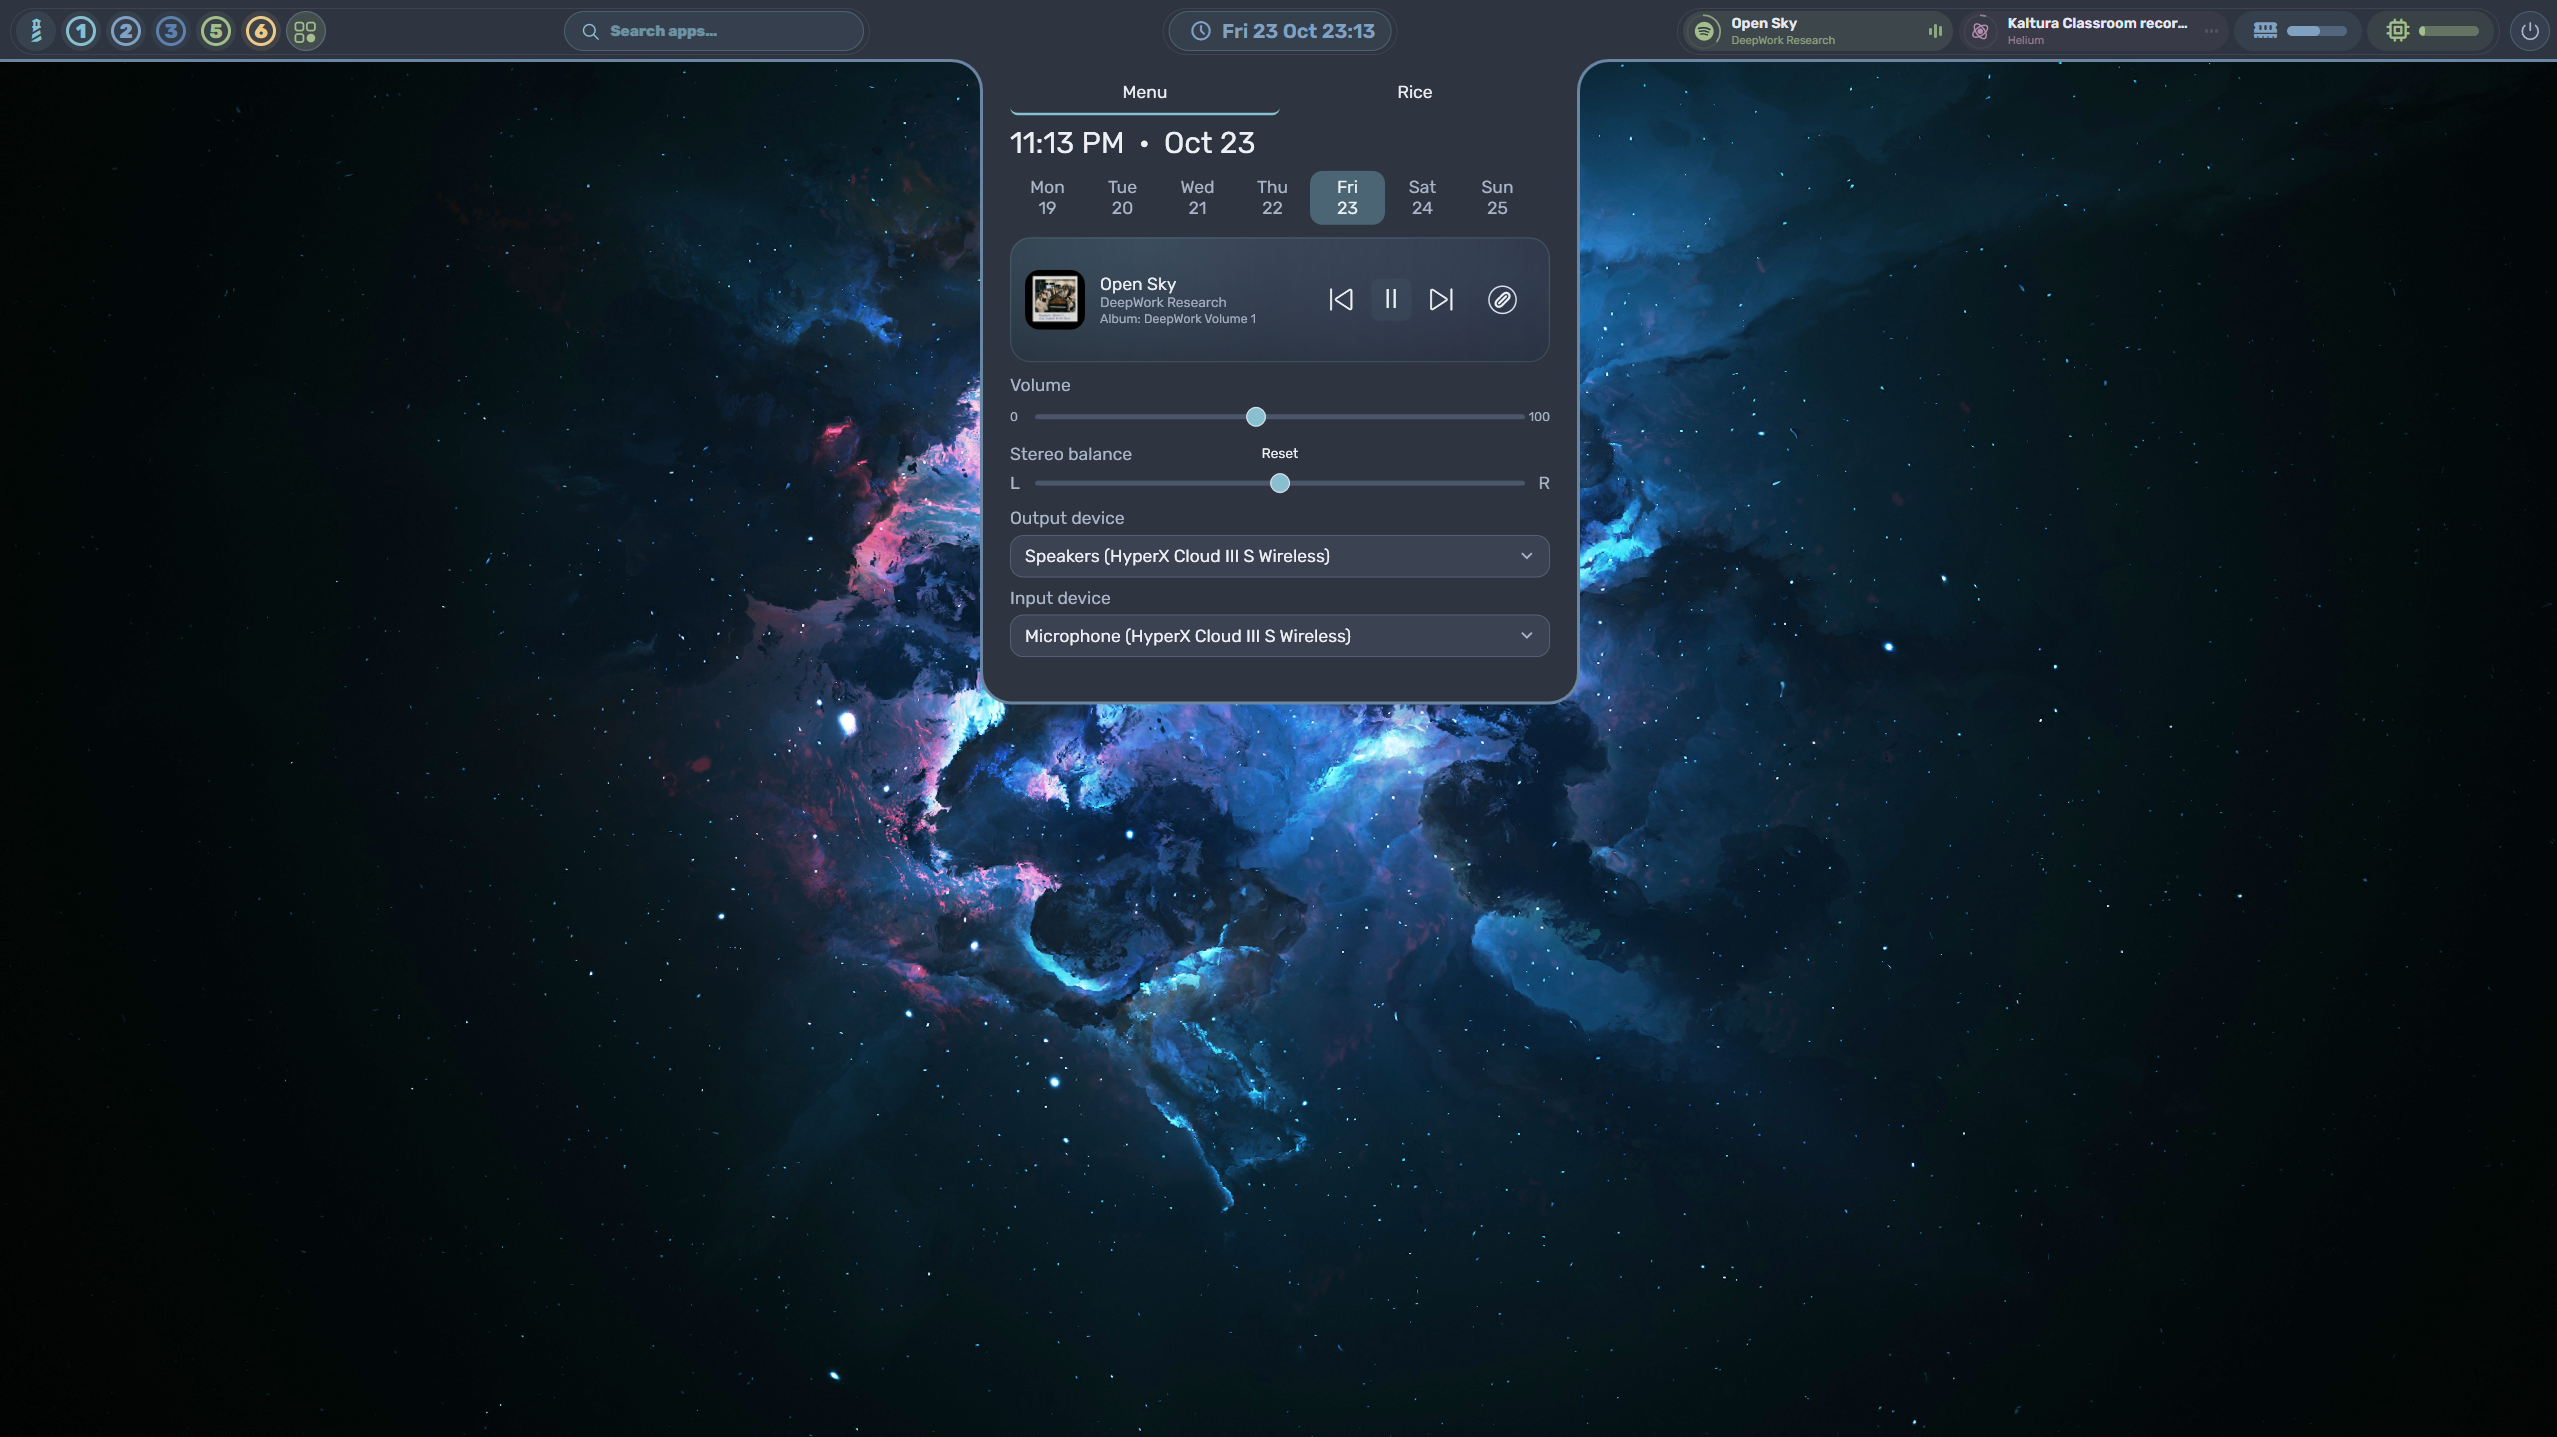 1 2 3 5 6
Search apps...
Fri 23 Oct 23:13
Open Sky
DeepWork Research
Kaltura Classroom recor...
Helium
Menu
Rice
11:13 PM • Oct 23
Mon Tue Wed Thu Fri Sat Sun
19 20 21 22 23 24 25
Open Sky
DeepWork Research
Album: DeepWork Volume 1
Volume
0 100
Stereo balance
Reset
L R
Output device
Speakers (HyperX Cloud III S Wireless)
Input device
Microphone (HyperX Cloud III S Wireless)